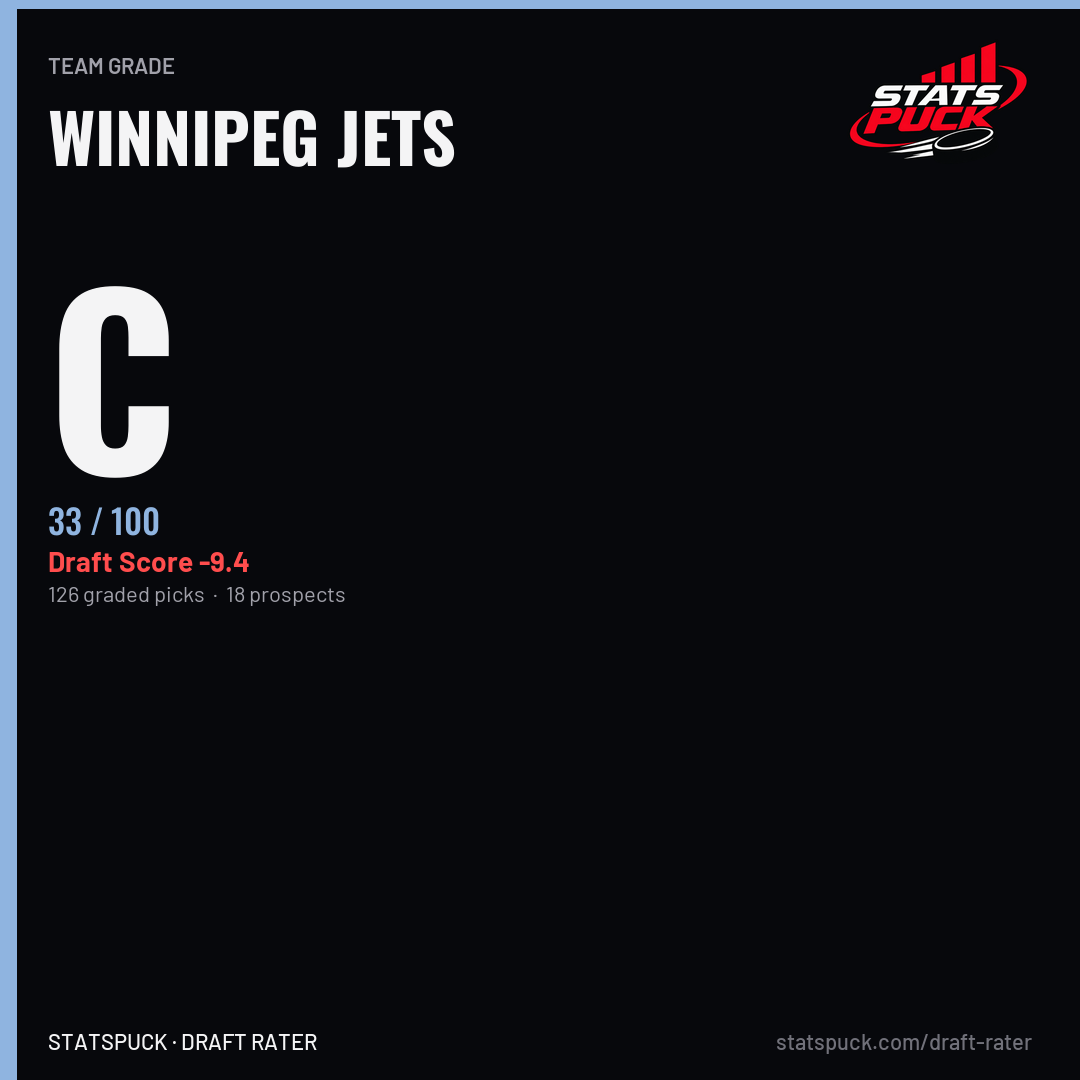 TEAM GRADE
WINNIPEG JETS
STATS
PUCK
C
33 / 100
Draft Score -9.4
126 graded picks · 18 prospects
STATSPUCK · DRAFT RATER
statspuck.com/draft-rater